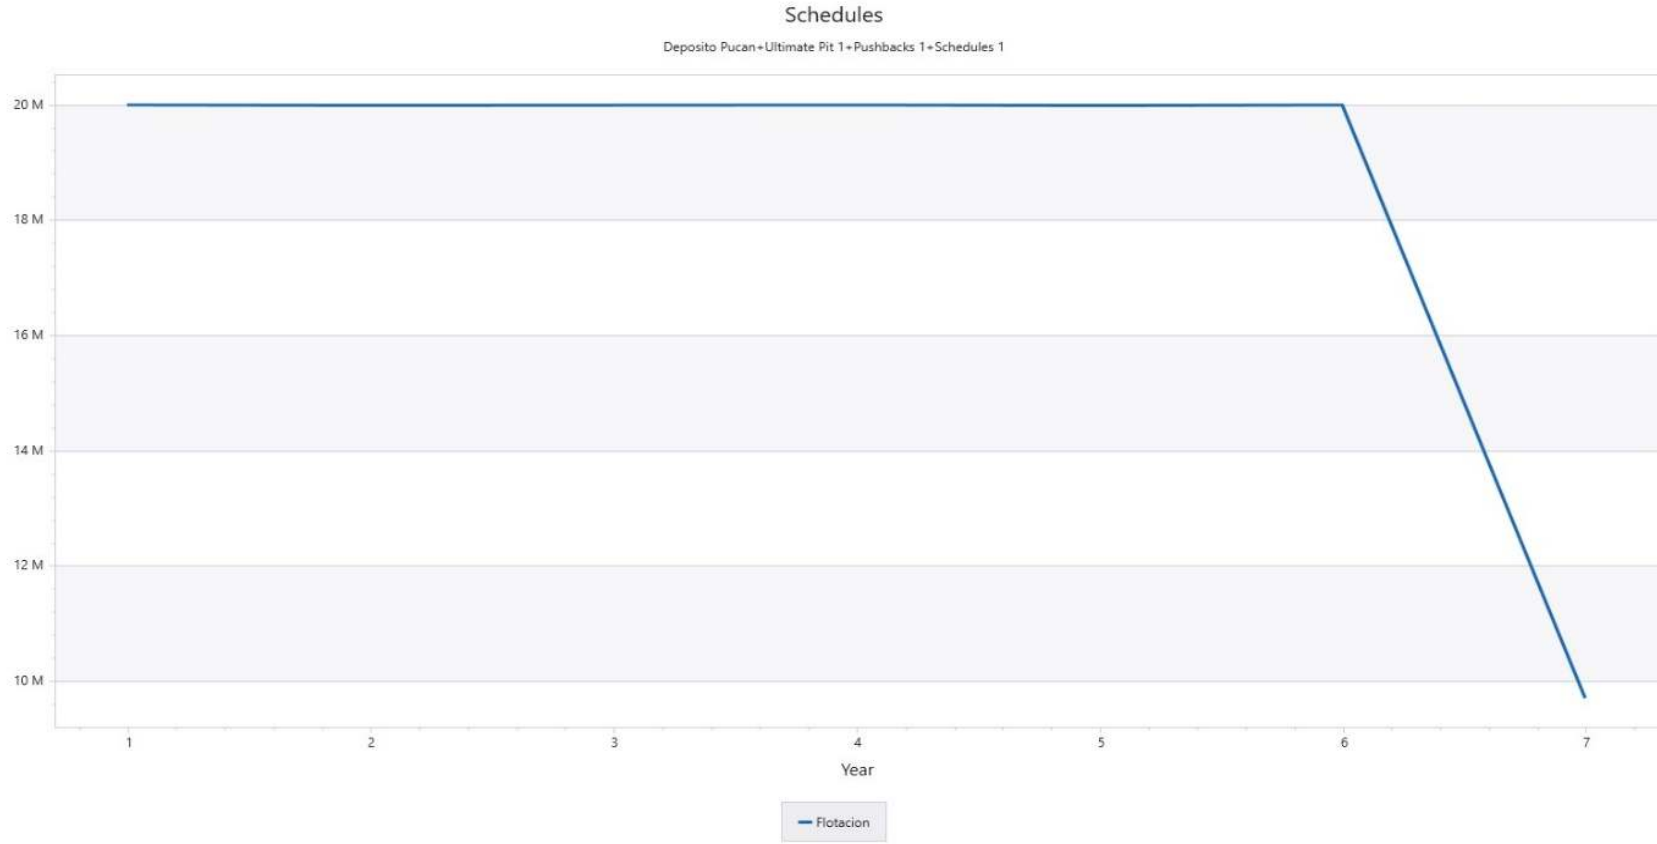 Schedules
Deposito Pucan+Ultimate Pit 1+Pushbacks 1+Schedules 1
20 M
18 M
16 M
14 M
12 M
10 M
1 2 3 4 5 6 7
Year
Flotacion